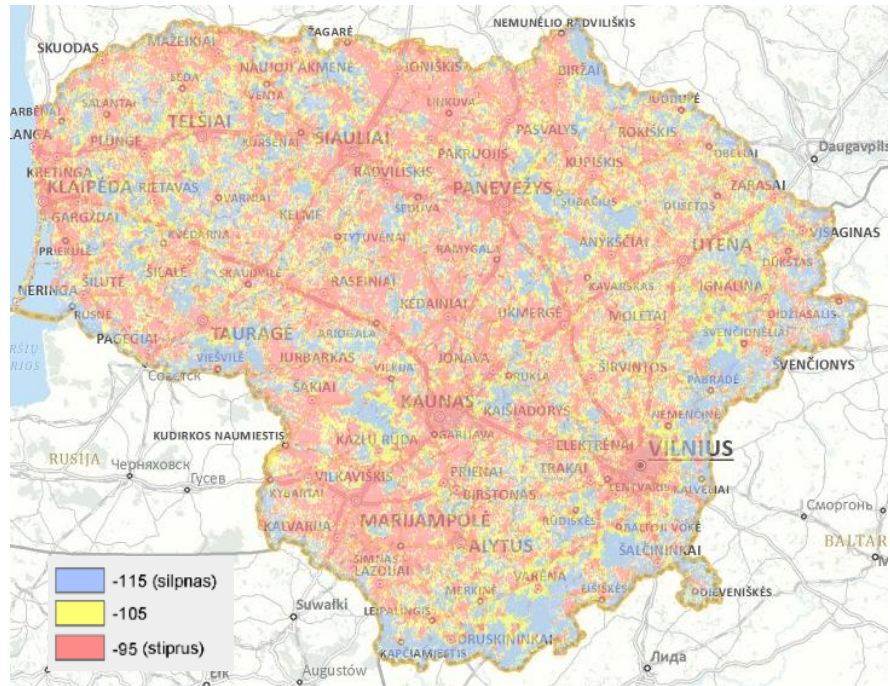 ŽAGARĖ
NEMUNĖLIO RADVILIŠKIS
SKUODAS
MAŽEIKIAI
NAUJOJI AKMENĖ
JONIŠKIS
BIRŽAI
SEDA
VENTA
LINKUVA
JUODUPĖ
SALANTAI
TELŠIAI
PASVALYS
ROKIŠKIS
PLUNGĖ
KURŠĖNAI
ŠIAULIAI
PAKRUOJIS
KUPIŠKIS
OBELIAI
Daugavpils
KRETINGA
RADVILIŠKIS
KLAIPĖDA
RIETAVAS
VARNIAI
ŠEDUVA
PANEVĖŽYS
SUBAČIUS
DUSETOS
ZARASAI
GARGŽDAI
KELMĖ
KVĖDARNA
TYTUVĖNAI
RAMYGALA
ANYKŠČIAI
UTENA
VISAGINAS
PRIEKULĖ
DŪKŠTAS
ŠILUTĖ
ŠILALĖ
SKAUDVILĖ
RASEINIAI
KAVARSKAS
IGNALINA
NERINGA
KĖDAINIAI
UKMERGĖ
MOLĖTAI
DIDŽIASALIS
RUSNĖ
TAURAGĖ
ARIOGALA
ŠVENČIONĖLIAI
PAGĖGIAI
VIEŠVILĖ
JURBARKAS
JONAVA
ŠIRVINTOS
ŠVENČIONYS
Советск
VILKIJA
RUKLA
PABRADĖ
ŠAKIAI
KAUNAS
KAIŠIADORYS
NEMENČINĖ
KUDIRKOS NAUMIESTIS
KAZLŲ RŪDA
GARLIAVA
ELEKTRĖNAI
VILNIUS
RUSIJA
Черняховск
VILKAVIŠKIS
PRIENAI
TRAKAI
Гусев
KYBARTAI
BIRŠTONAS
LENTVARIS
KALVELIAI
Сморгонь
MARIJAMPOLĖ
RŪDIŠKĖS
KALVARIJA
BALTOJI VOKĖ
BALTAR
ALYTUS
ŠALČININKAI
SIMNAS
LAZDIJAI
VARĖNA
-115 (silpnas)
MERKINĖ
EIŠIŠKĖS
DIEVENIŠKĖS
-105
Suwałki
LEIPALINGIS
-95 (stiprus)
DRUSKININKAI
KAPČIAMIESTIS
Лида
Augustów